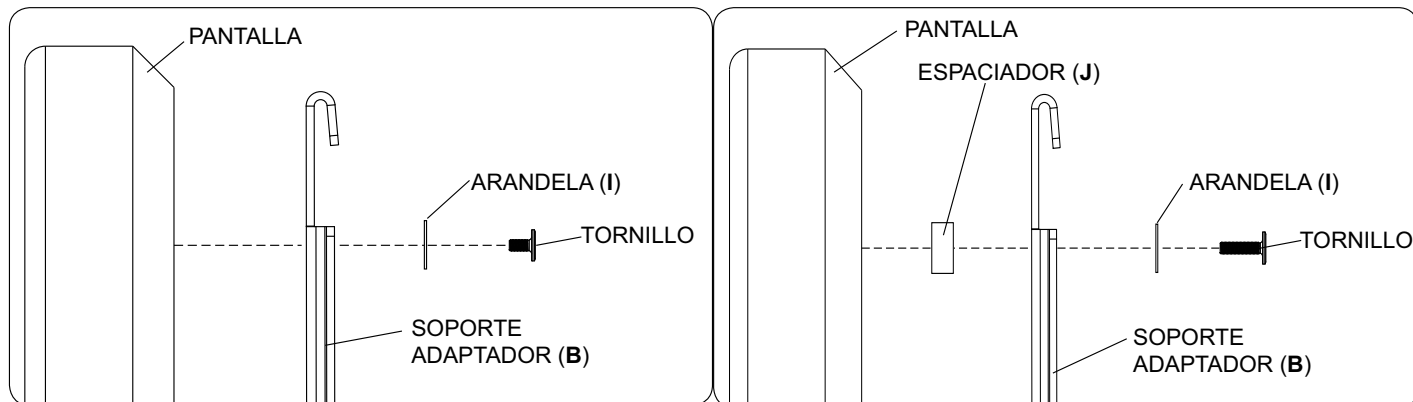 PANTALLA
ARANDELA (I)
TORNILLO
SOPORTE
ADAPTADOR (B)
PANTALLA
ESPACIADOR (J)
ARANDELA (I)
TORNILLO
SOPORTE
ADAPTADOR (B)